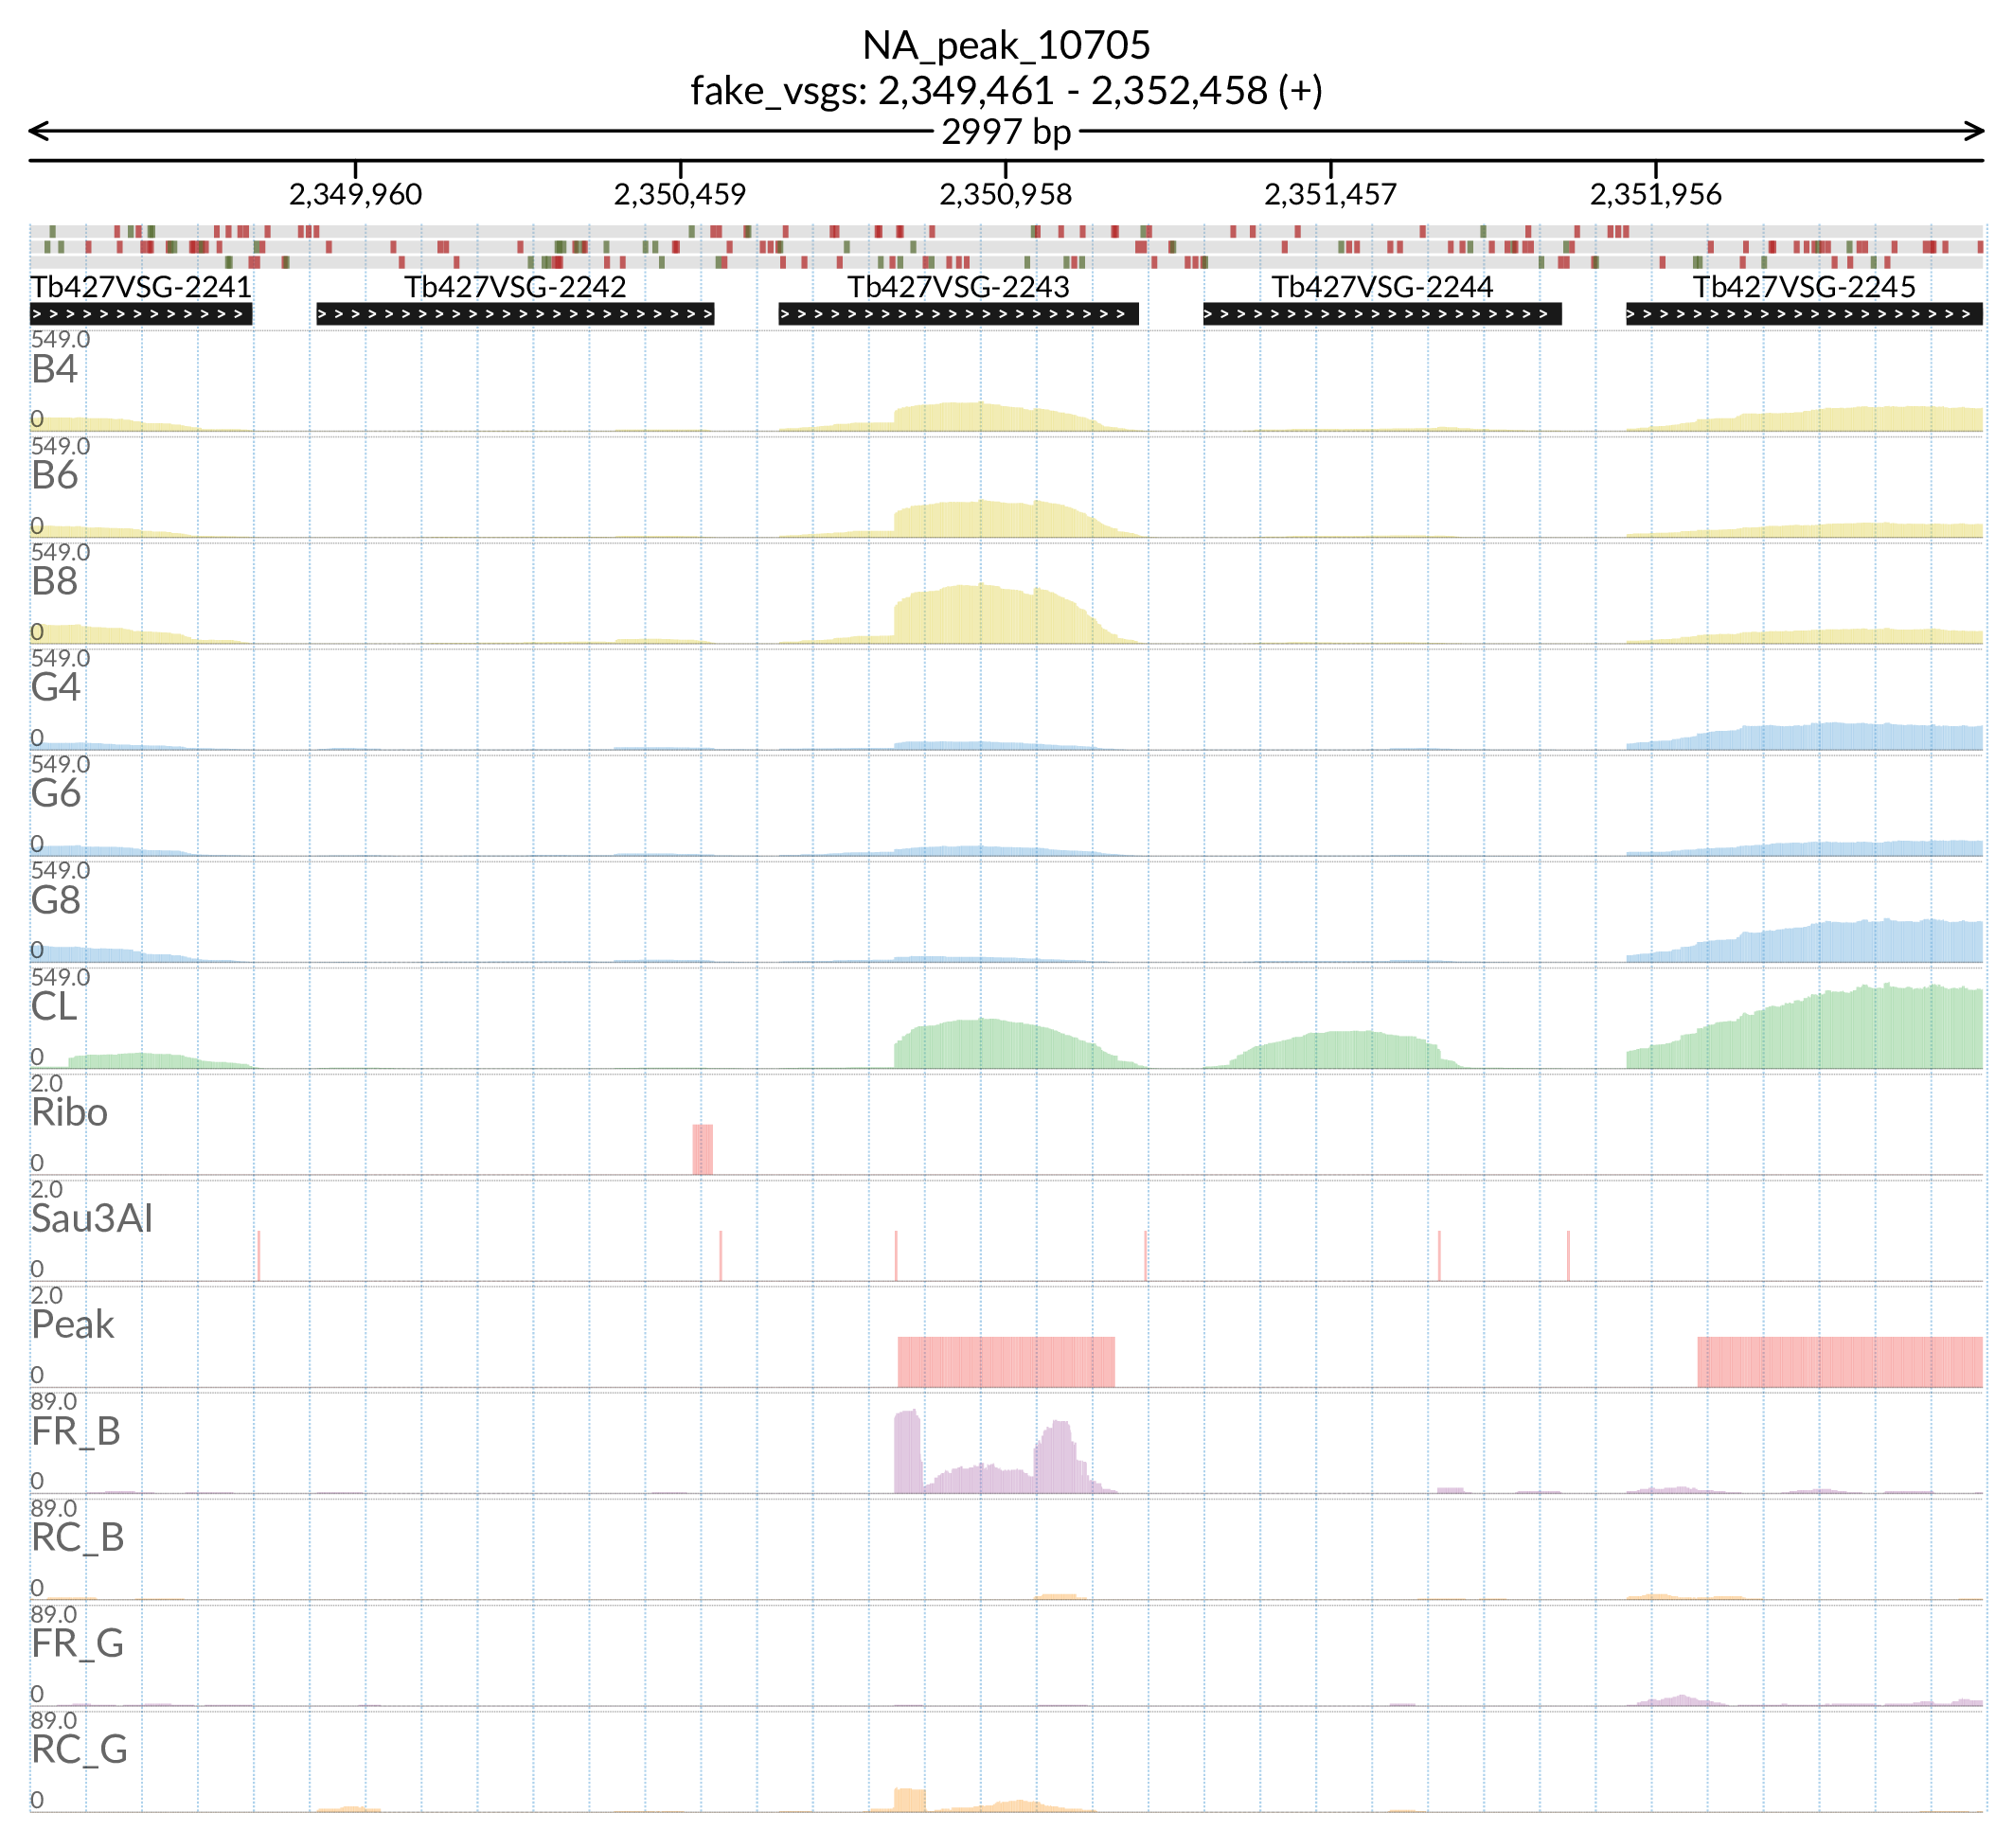 NA_peak_10705
fake_vsgs: 2,349,461 - 2,352,458 (+)
2997 bp
2,349,960 2,350,459 2,350,958 2,351,457 2,351,956
Tb427VSG-2241 Tb427VSG-2242 Tb427VSG-2243 Tb427VSG-2244 Tb427VSG-2245
549.0
B4
0
549.0
B6
0
549.0
B8
0
549.0
G4
0
549.0
G6
0
549.0
G8
0
549.0
CL
0
2.0
Ribo
0
2.0
Sau3AI
0
2.0
Peak
0
89.0
FR_B
0
89.0
RC_B
0
89.0
FR_G
0
89.0
RC_G
0